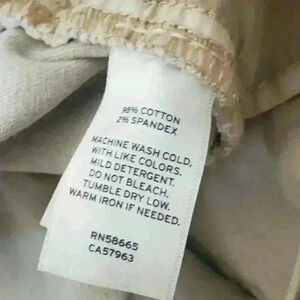 98% COTTON
2% SPANDEX
MACHINE WASH COLD,
WITH LIKE COLORS.
MILD DETERGENT.
DO NOT BLEACH.
TUMBLE DRY LOW.
WARM IRON IF NEEDED.
RN58665
CA57963